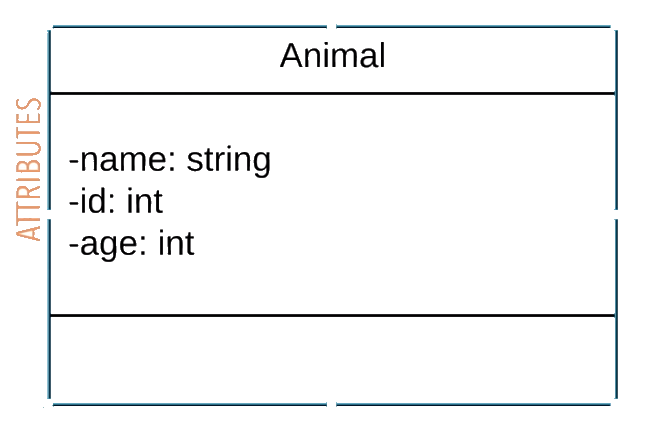 Animal
ATTRIBUTES
-name: string
-id: int
-age: int